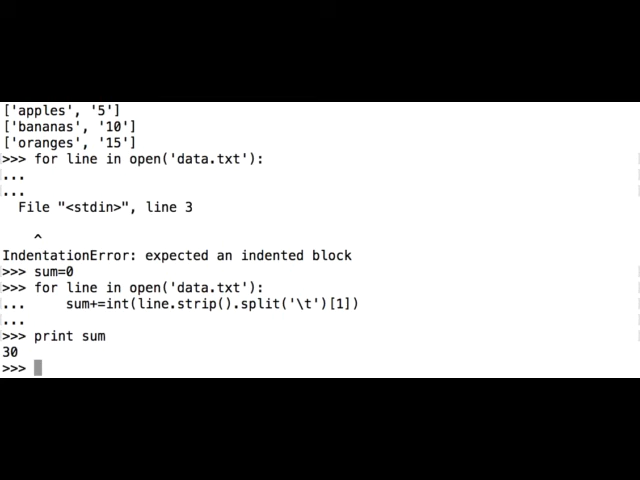 ['apples', '5']
['bananas', '10']
['oranges', '15']
>>> for line in open('data.txt'):
...
...
  File "<stdin>", line 3

    ^
IndentationError: expected an indented block
>>> sum=0
>>> for line in open('data.txt'):
...     sum+=int(line.strip().split('\t')[1])
...
>>> print sum
30
>>>